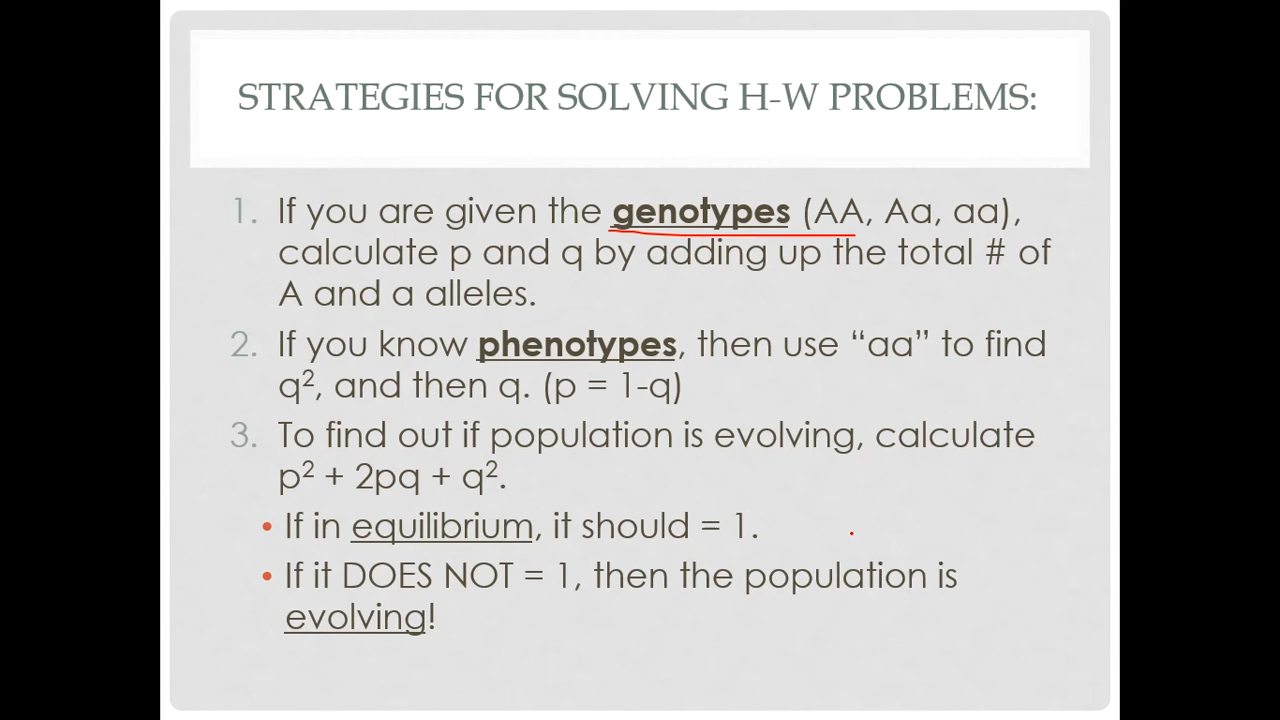 STRATEGIES FOR SOLVING H-W PROBLEMS:
1. If you are given the genotypes (AA, Aa, aa),
calculate p and q by adding up the total # of
A and a alleles.
2. If you know phenotypes, then use “aa” to find
q², and then q. (p = 1-q)
3. To find out if population is evolving, calculate
p² + 2pq + q².
• If in equilibrium, it should = 1.
• If it DOES NOT = 1, then the population is
evolving!